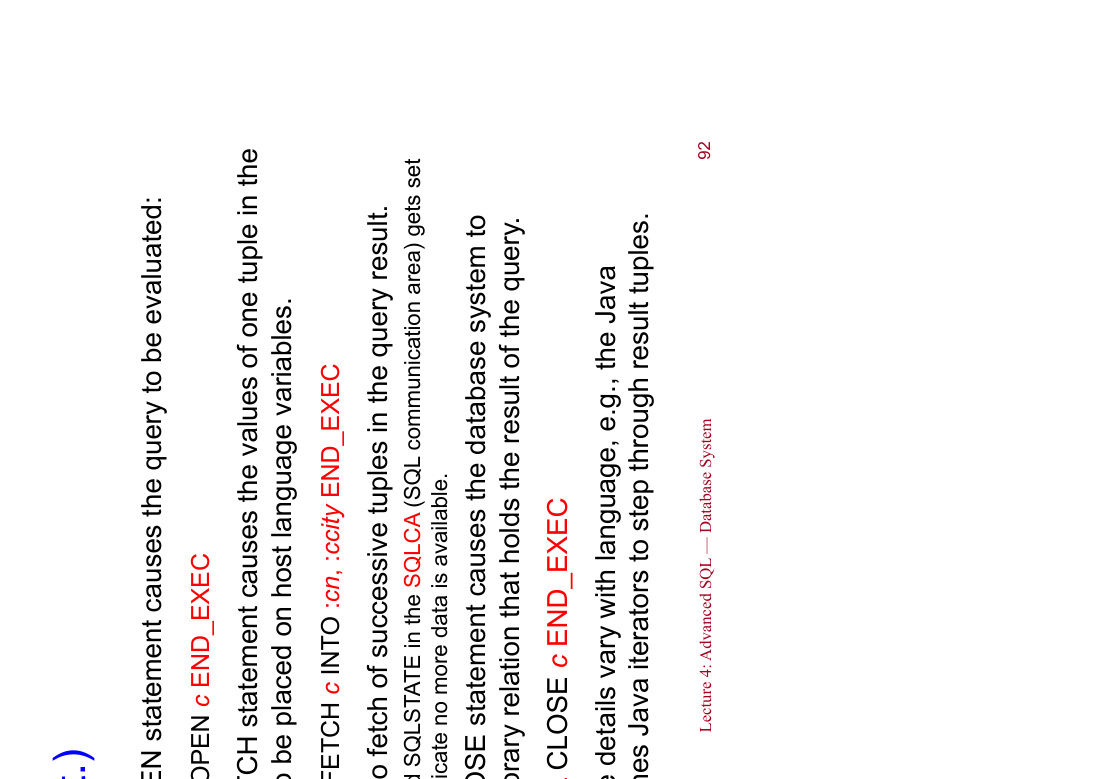 .)
EN statement causes the query to be evaluated:
OPEN c END_EXEC
TCH statement causes the values of one tuple in the
o be placed on host language variables.
FETCH c INTO :cn, :ccity END_EXEC
o fetch of successive tuples in the query result.
d SQLSTATE in the SQLCA (SQL communication area) gets set
icate no more data is available.
OSE statement causes the database system to
orary relation that holds the result of the query.
CLOSE c END_EXEC
e details vary with language, e.g., the Java
nes Java iterators to step through result tuples.
Lecture 4: Advanced SQL — Database System 92